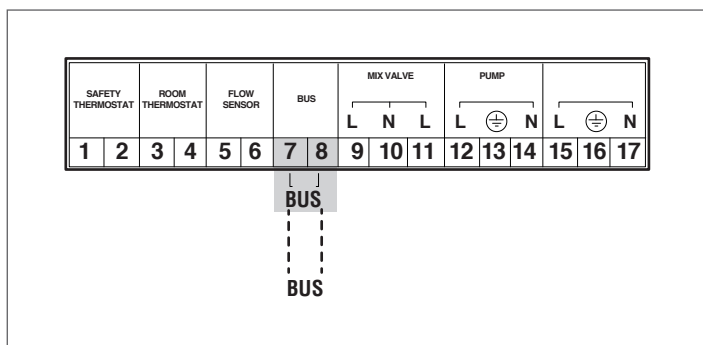 SAFETY THERMOSTAT ROOM THERMOSTAT FLOW SENSOR BUS MIX VALVE PUMP
L N L L ⏚ N L ⏚ N
1 2 3 4 5 6 7 8 9 10 11 12 13 14 15 16 17
BUS
BUS